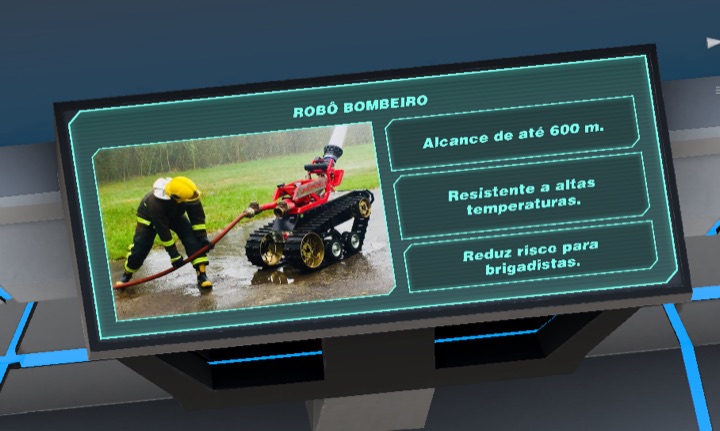 ROBÔ BOMBEIRO
Alcance de até 600 m.
Resistente a altas
temperaturas.
Reduz risco para
brigadistas.